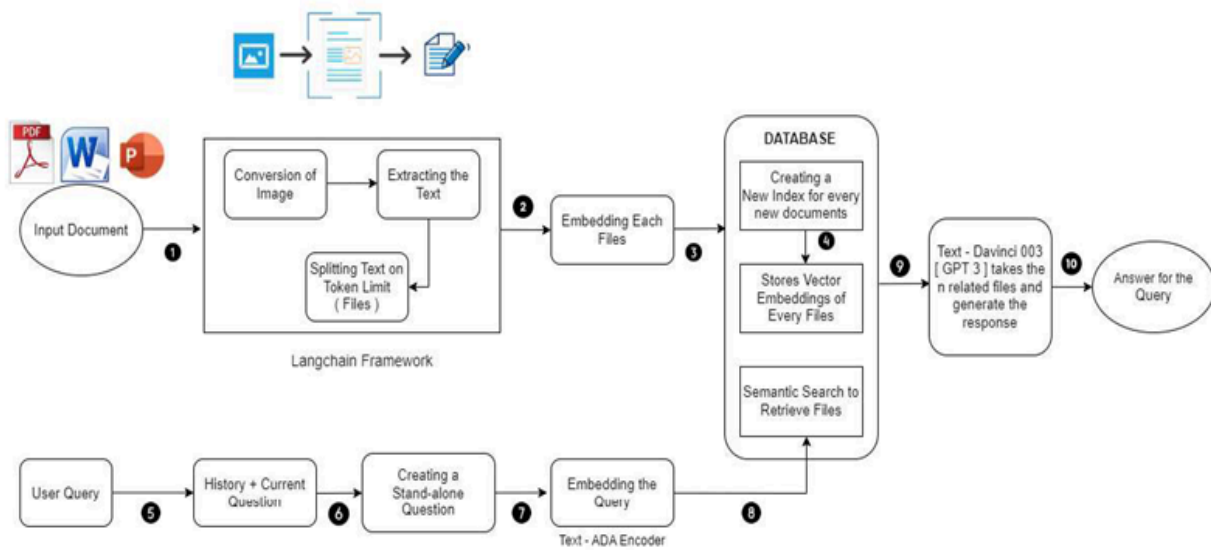 PDF
W
P
Input Document
1
Conversion of
Image
Extracting the
Text
Splitting Text on
Token Limit
( Files )
Langchain Framework
2
Embedding Each
Files
3
DATABASE
Creating a
New Index for every
new documents
4
Stores Vector
Embeddings of
Every Files
Semantic Search to
Retrieve Files
9
Text - Davinci 003
[ GPT 3 ] takes the
n related files and
generate the
response
10
Answer for the
Query
User Query
5
History + Current
Question
6
Creating a
Stand-alone
Question
7
Embedding the
Query
Text - ADA Encoder
8